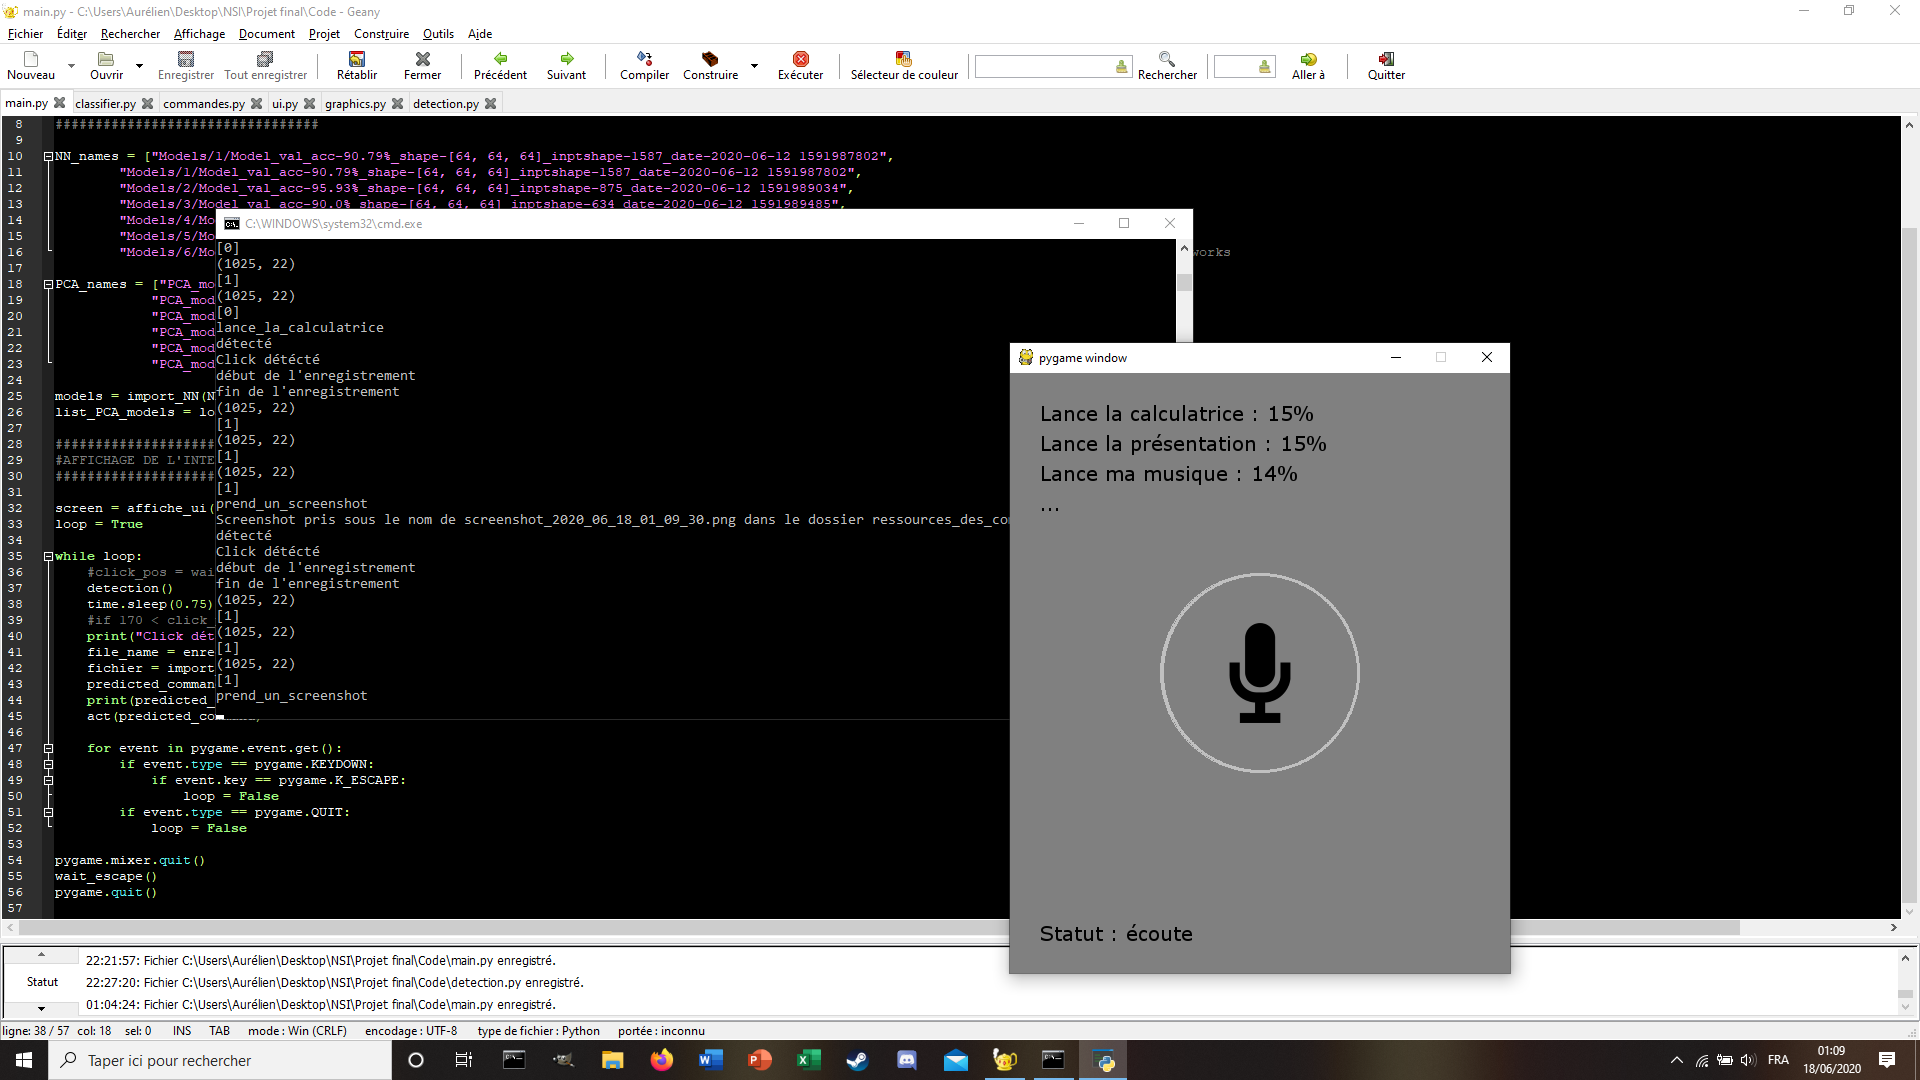 main.py - C:\Users\Aurélien\Desktop\NSI\Projet final\Code - Geany
Fichier Éditer Rechercher Affichage Document Projet Construire Outils Aide
Nouveau Ouvrir Enregistrer Tout enregistrer Rétablir Fermer Précédent Suivant Compiler Construire Exécuter Sélecteur de couleur Rechercher Aller à Quitter
main.py classifier.py commandes.py ui.py graphics.py detection.py
8 #################################
9
10 NN_names = ["Models/1/Model_val_acc-90.79%_shape-[64, 64, 64]_inptshape-1587_date-2020-06-12 1591987802",
11 "Models/1/Model_val_acc-90.79%_shape-[64, 64, 64]_inptshape-1587_date-2020-06-12 1591987802",
12 "Models/2/Model_val_acc-95.93%_shape-[64, 64, 64]_inptshape-875_date-2020-06-12 1591989034",
13 "Models/3/Model_val_acc-90.0%_shape-[64, 64, 64]_inptshape-634_date-2020-06-12 1591989485",
14 "Models/4/Mo
15 "Models/5/Mo
16 "Models/6/Mo works
17
18 PCA_names = ["PCA_mo
19 "PCA_mod
20 "PCA_mod
21 "PCA_mod
22 "PCA_mod
23 "PCA_mod
24
25 models = import_NN(N
26 list_PCA_models = lo
27
28 ####################
29 #AFFICHAGE DE L'INTE
30 ####################
31
32 screen = affiche_ui(
33 loop = True
34
35 while loop:
36 #click_pos = wai
37 detection()
38 time.sleep(0.75)
39 #if 170 < click_
40 print("Click dét
41 file_name = enre
42 fichier = import
43 predicted_comman
44 print(predicted_
45 act(predicted_command)
46
47 for event in pygame.event.get():
48 if event.type == pygame.KEYDOWN:
49 if event.key == pygame.K_ESCAPE:
50 loop = False
51 if event.type == pygame.QUIT:
52 loop = False
53
54 pygame.mixer.quit()
55 wait_escape()
56 pygame.quit()
57
C:\WINDOWS\system32\cmd.exe
[0]
(1025, 22)
[1]
(1025, 22)
[0]
lance_la_calculatrice
détecté
Click détécté
début de l'enregistrement
fin de l'enregistrement
(1025, 22)
[1]
(1025, 22)
[1]
(1025, 22)
[1]
prend_un_screenshot
Screenshot pris sous le nom de screenshot_2020_06_18_01_09_30.png dans le dossier ressources_des_co
détecté
Click détécté
début de l'enregistrement
fin de l'enregistrement
(1025, 22)
[1]
(1025, 22)
[1]
(1025, 22)
[1]
prend_un_screenshot
pygame window
Lance la calculatrice : 15%
Lance la présentation : 15%
Lance ma musique : 14%
...
Statut : écoute
Statut
22:21:57: Fichier C:\Users\Aurélien\Desktop\NSI\Projet final\Code\main.py enregistré.
22:27:20: Fichier C:\Users\Aurélien\Desktop\NSI\Projet final\Code\detection.py enregistré.
01:04:24: Fichier C:\Users\Aurélien\Desktop\NSI\Projet final\Code\main.py enregistré.
ligne: 38 / 57 col: 18 sel: 0 INS TAB mode : Win (CRLF) encodage : UTF-8 type de fichier : Python portée : inconnu
Taper ici pour rechercher
FRA
01:09
18/06/2020